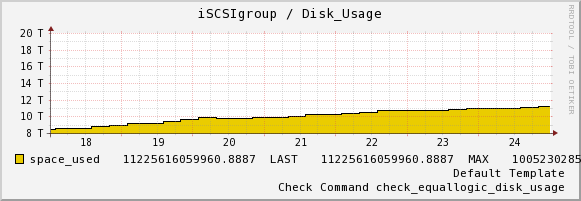 iSCSIgroup / Disk_Usage
RRDTOOL / TOBI OETIKER
20 T
18 T
16 T
14 T
12 T
10 T
8 T
18 19 20 21 22 23 24
space_used 11225616059960.8887 LAST 11225616059960.8887 MAX 1005230285
Default Template
Check Command check_equallogic_disk_usage